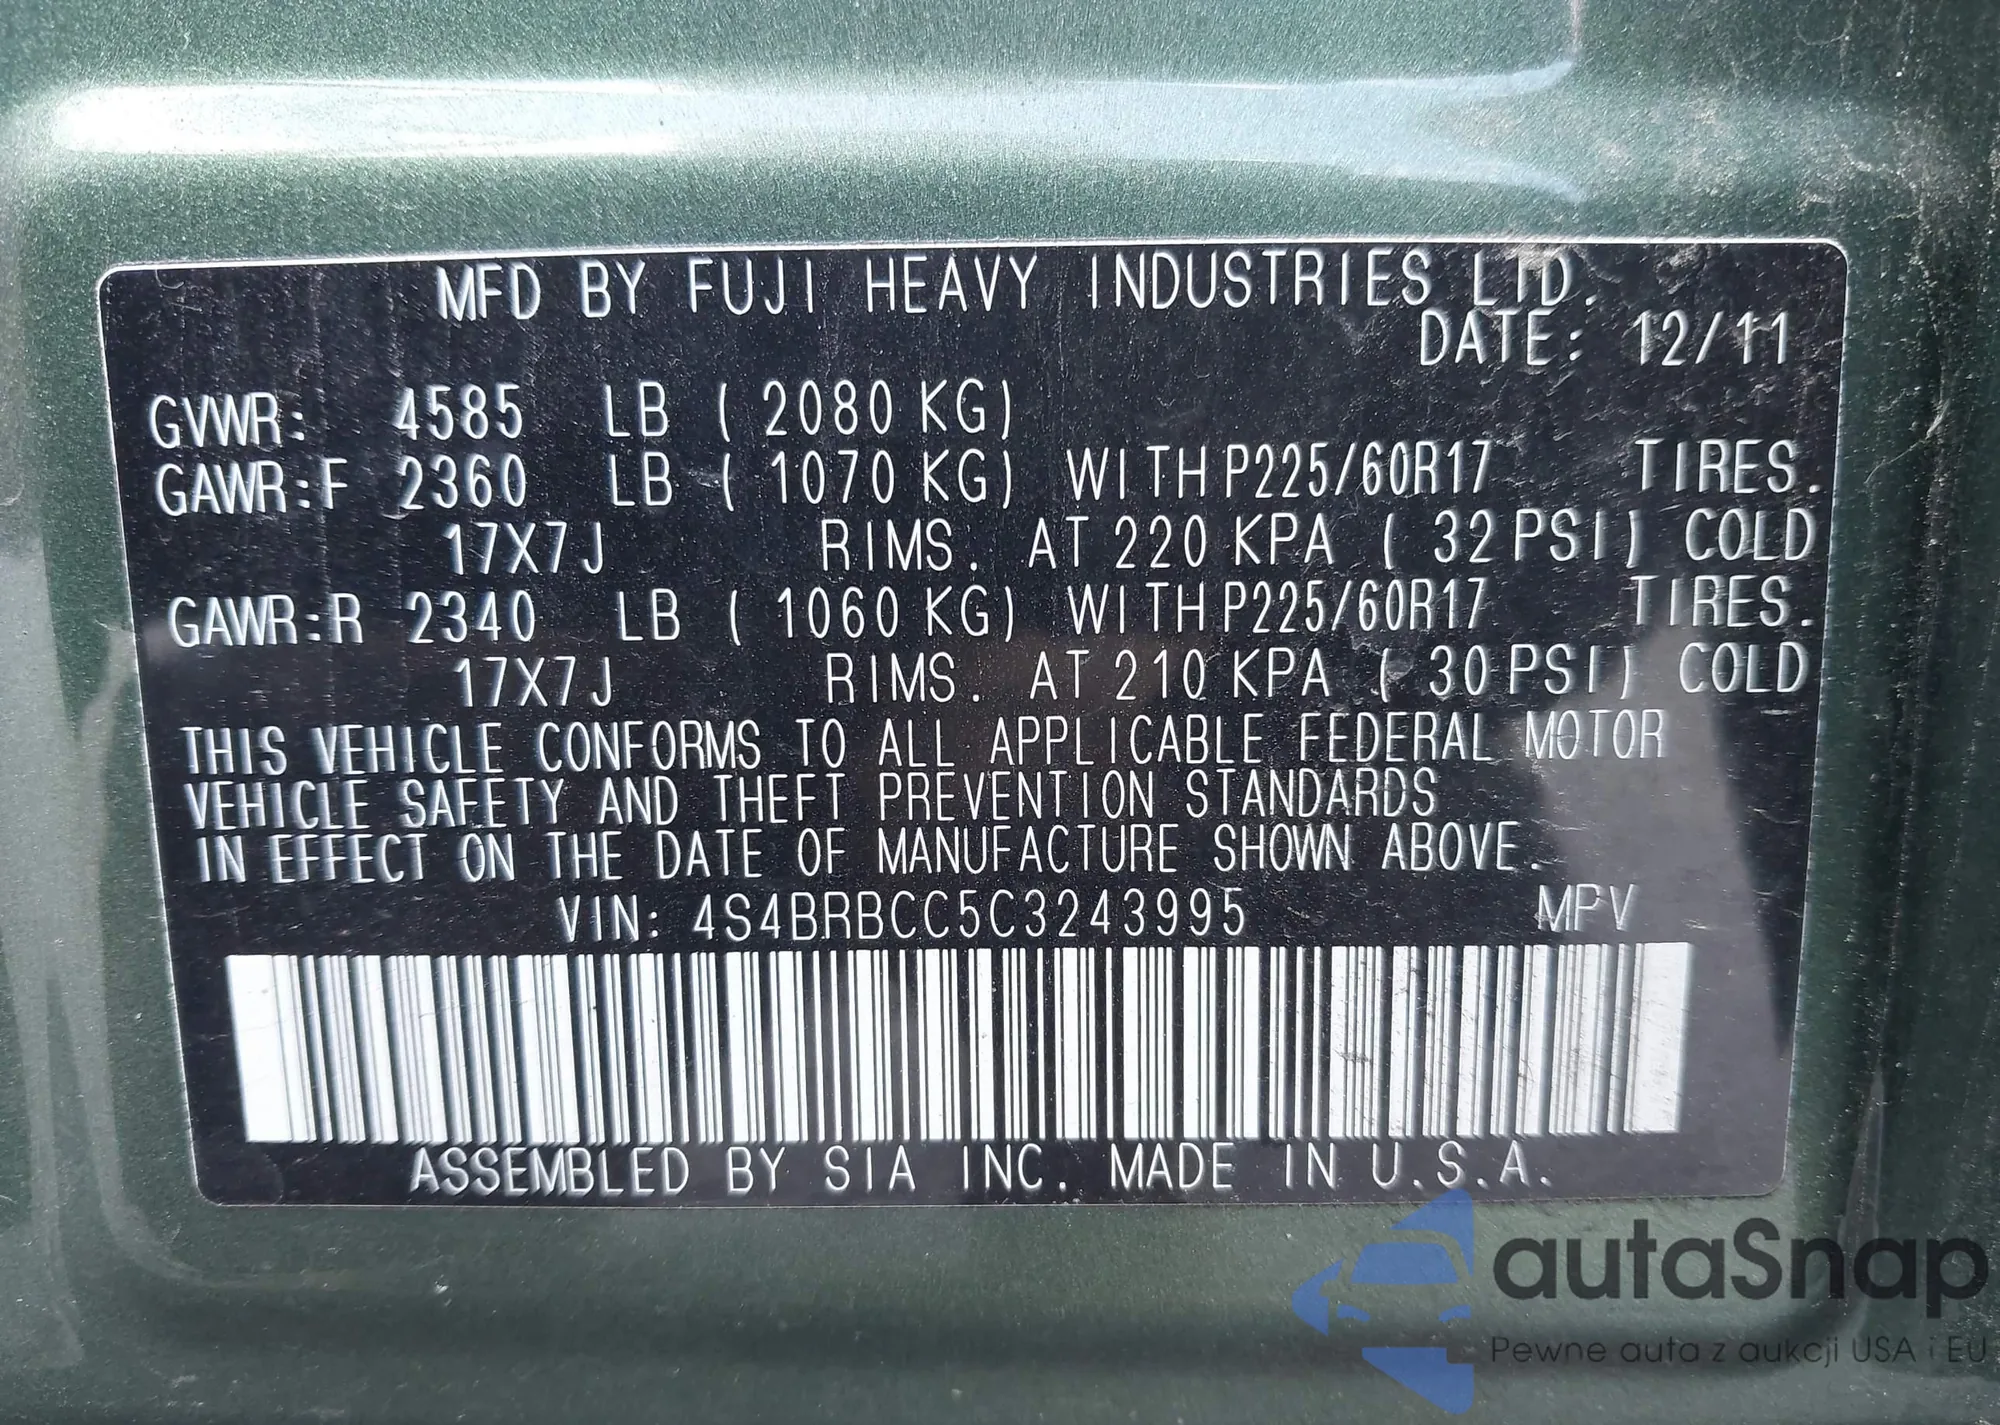 MFD BY FUJI HEAVY INDUSTRIES LTD.
DATE: 12/11
GVWR: 4585 LB ( 2080 KG)
GAWR:F 2360 LB ( 1070 KG) WITH P225/60R17 TIRES.
17X7J RIMS. AT 220 KPA ( 32 PSI) COLD
GAWR:R 2340 LB ( 1060 KG) WITH P225/60R17 TIRES.
17X7J RIMS. AT 210 KPA ( 30 PSI) COLD
THIS VEHICLE CONFORMS TO ALL APPLICABLE FEDERAL MOTOR
VEHICLE SAFETY AND THEFT PREVENTION STANDARDS
IN EFFECT ON THE DATE OF MANUFACTURE SHOWN ABOVE.
VIN: 4S4BRBCC5C3243995 MPV
ASSEMBLED BY SIA INC. MADE IN U.S.A.
autaSnap
Pewne auta z aukcji USA i EU